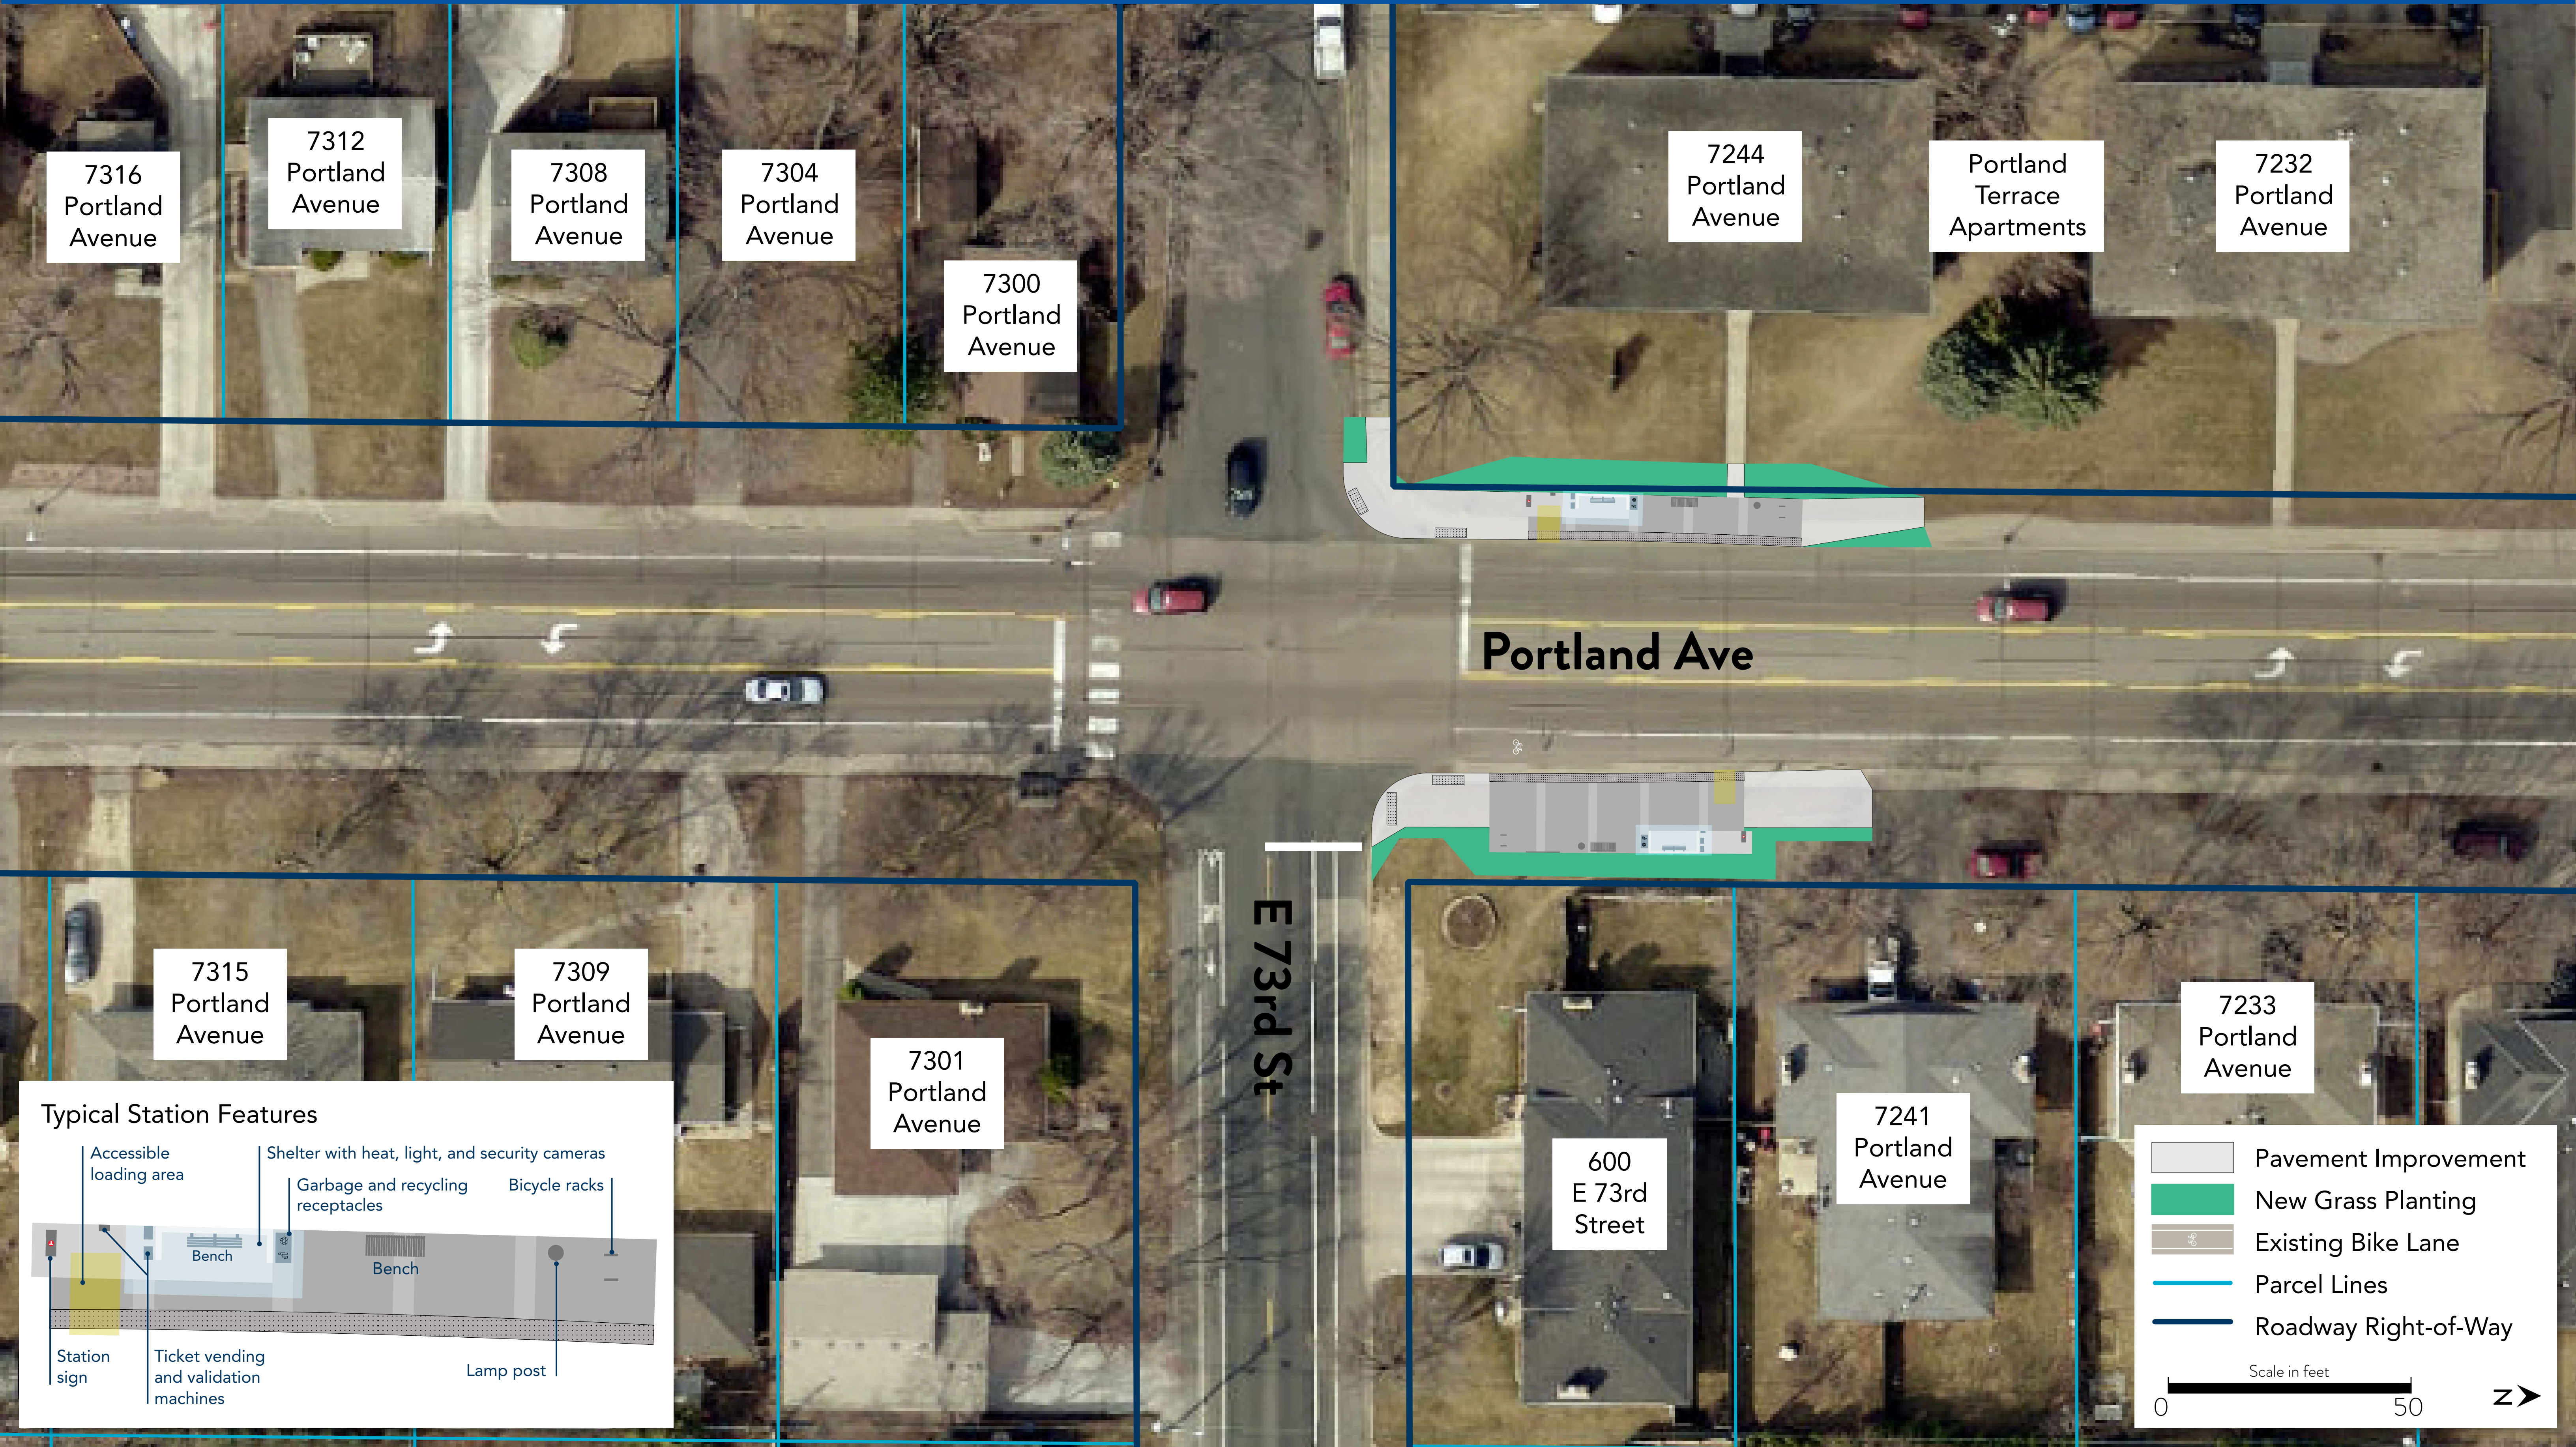 7316
Portland
Avenue
7312
Portland
Avenue
7308
Portland
Avenue
7304
Portland
Avenue
7300
Portland
Avenue
7244
Portland
Avenue
Portland
Terrace
Apartments
7232
Portland
Avenue
Portland Ave
E 73rd St
7315
Portland
Avenue
7309
Portland
Avenue
7301
Portland
Avenue
600
E 73rd
Street
7241
Portland
Avenue
7233
Portland
Avenue
Typical Station Features
Accessible
loading area
Shelter with heat, light, and security cameras
Garbage and recycling
receptacles
Bicycle racks
Bench
Bench
Station
sign
Ticket vending
and validation
machines
Lamp post
Pavement Improvement
New Grass Planting
Existing Bike Lane
Parcel Lines
Roadway Right-of-Way
Scale in feet
0
50
N